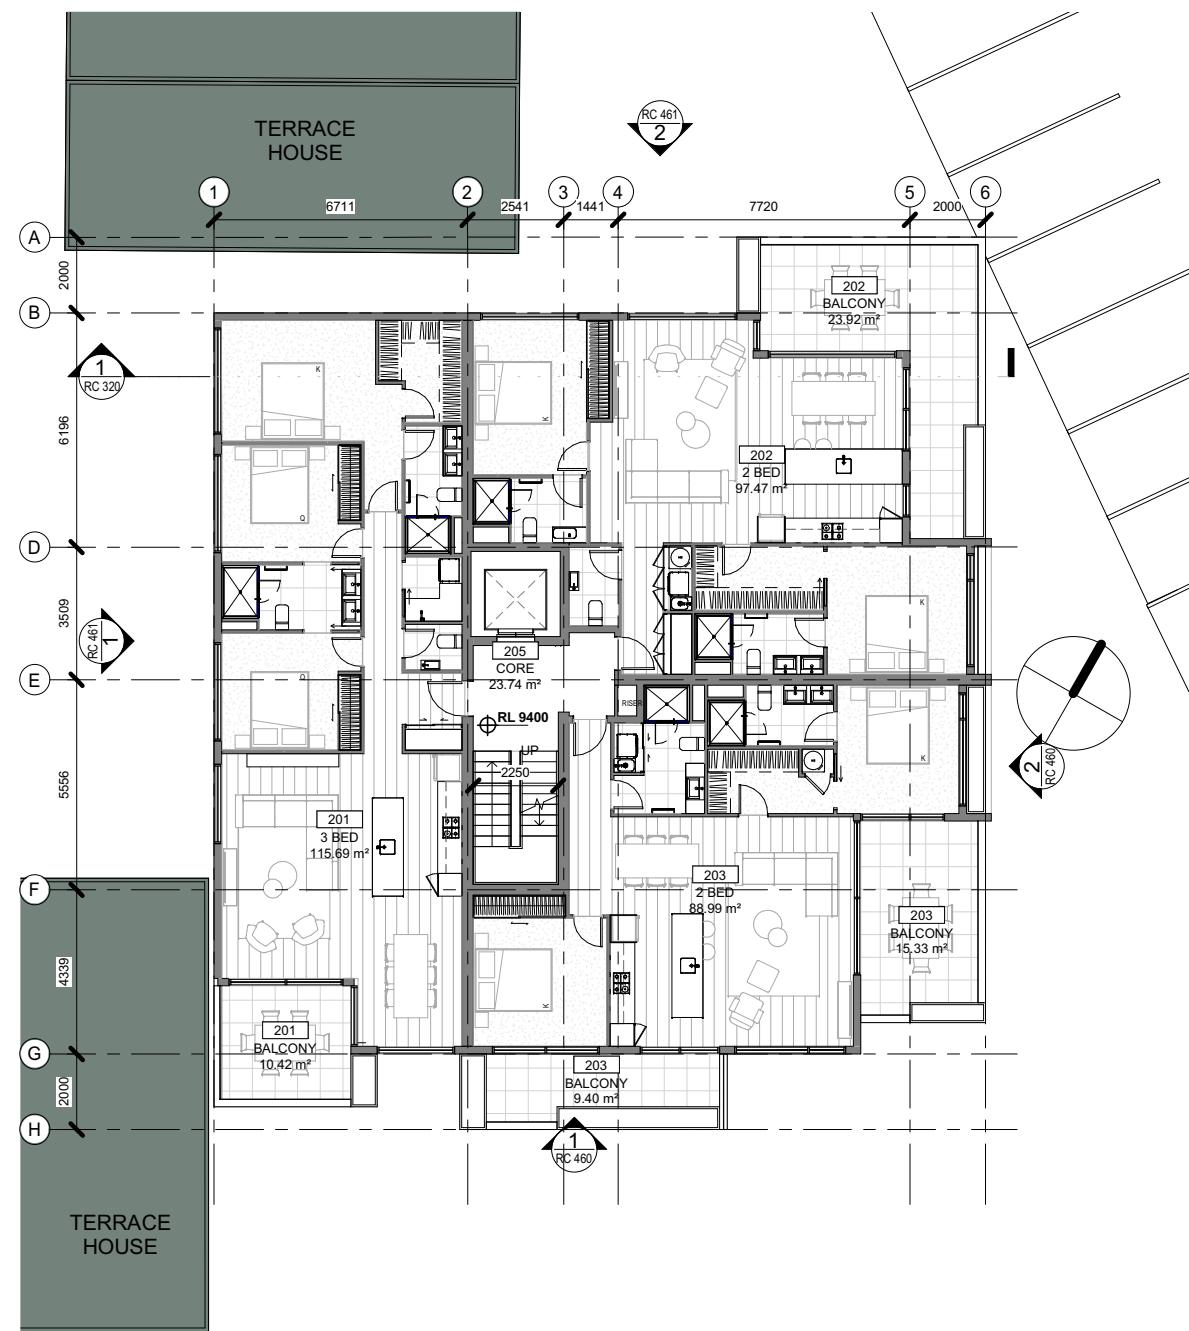 TERRACE
HOUSE
RC 461
2
1
2
3
4
5
6
6711
2541
1441
7720
2000
A
2000
B
202
BALCONY
23.92 m²
K
1
RC 320
6196
K
202
2 BED
97.47 m²
Q
D
3509
RC 461
1
K
205
CORE
23.74 m²
E
Q
RISER
K
RL 9400
UP
2250
2
RC 460
5556
201
3 BED
115.69 m²
203
2 BED
88.99 m²
F
203
BALCONY
15.33 m²
4339
K
201
BALCONY
10.42 m²
G
203
BALCONY
9.40 m²
2000
H
1
RC 460
TERRACE
HOUSE